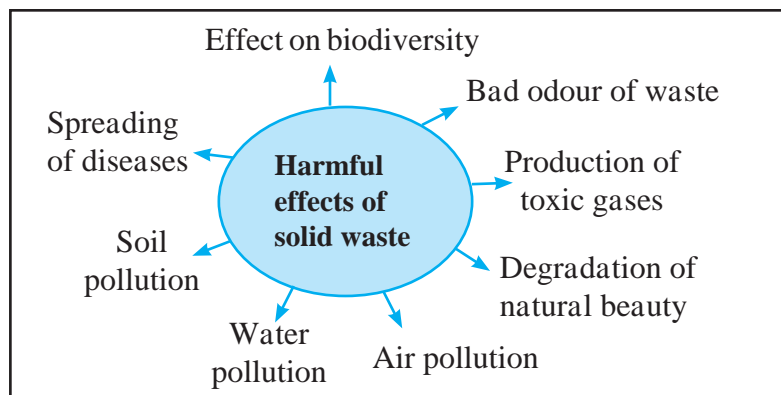 Effect on biodiversity
Bad odour of waste
Spreading
of diseases
Harmful
effects of
solid waste
Production of
toxic gases
Soil
pollution
Degradation of
natural beauty
Water
pollution
Air pollution